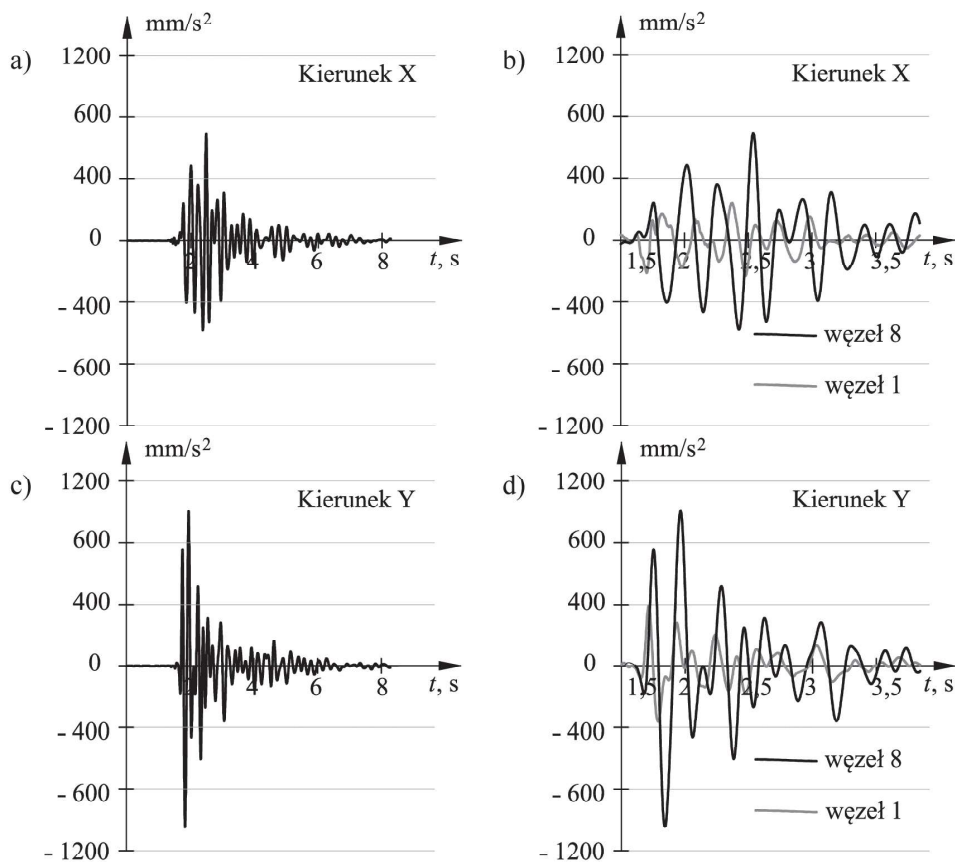 a)
mm/s²
1200
600
400
0
- 400
- 600
- 1200
Kierunek X
2 4 6 8
t, s
b)
mm/s²
1200
600
400
0
- 400
- 600
- 1200
Kierunek X
1,5 2 2,5 3 3,5
t, s
węzeł 8
węzeł 1
c)
mm/s²
1200
600
400
0
- 400
- 600
- 1200
Kierunek Y
2 4 6 8
t, s
d)
mm/s²
1200
600
400
0
- 400
- 600
- 1200
Kierunek Y
1,5 2 2,5 3 3,5
t, s
węzeł 8
węzeł 1